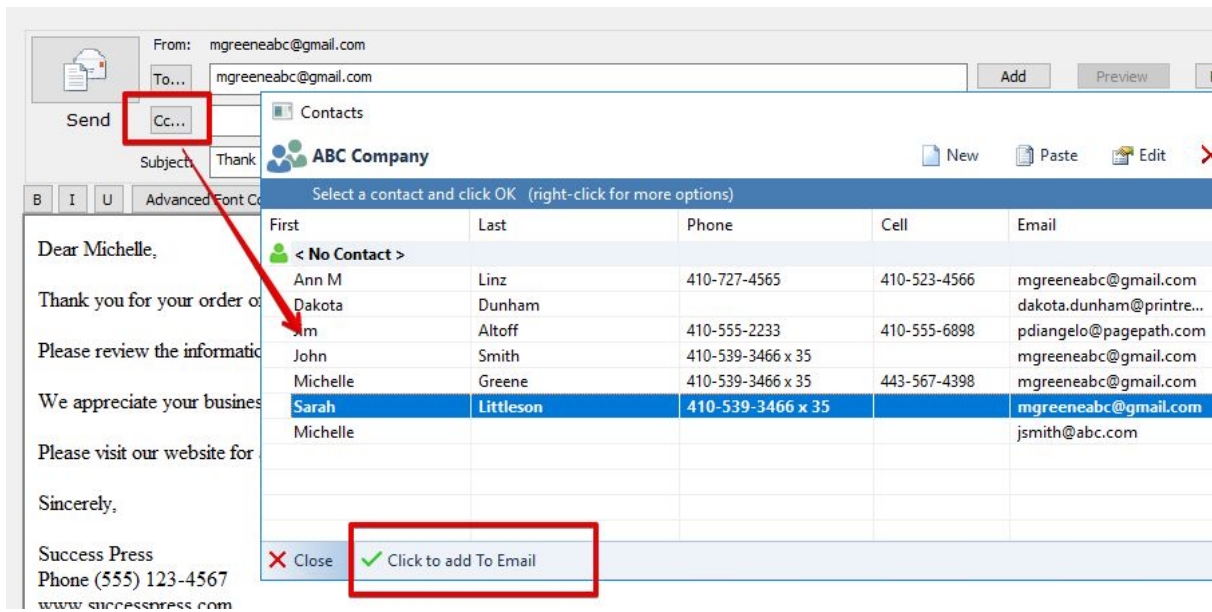 From: mgreeneabc@gmail.com
To... mgreeneabc@gmail.com Add Preview
Send Cc...
Subject: Thank
B I U Advanced Font
Contacts
ABC Company New Paste Edit
Select a contact and click OK (right-click for more options)
First Last Phone Cell Email
< No Contact >
Ann M Linz 410-727-4565 410-523-4566 mgreeneabc@gmail.com
Dakota Dunham dakota.dunham@printre...
Jim Altoff 410-555-2233 410-555-6898 pdiangelo@pagepath.com
John Smith 410-539-3466 x 35 mgreeneabc@gmail.com
Michelle Greene 410-539-3466 x 35 443-567-4398 mgreeneabc@gmail.com
Sarah Littleson 410-539-3466 x 35 mgreeneabc@gmail.com
Michelle jsmith@abc.com
Close Click to add To Email
Dear Michelle,
Thank you for your order
Please review the
We appreciate your
Please visit our website for
Sincerely,
Success Press
Phone (555) 123-4567
www.successpress.com